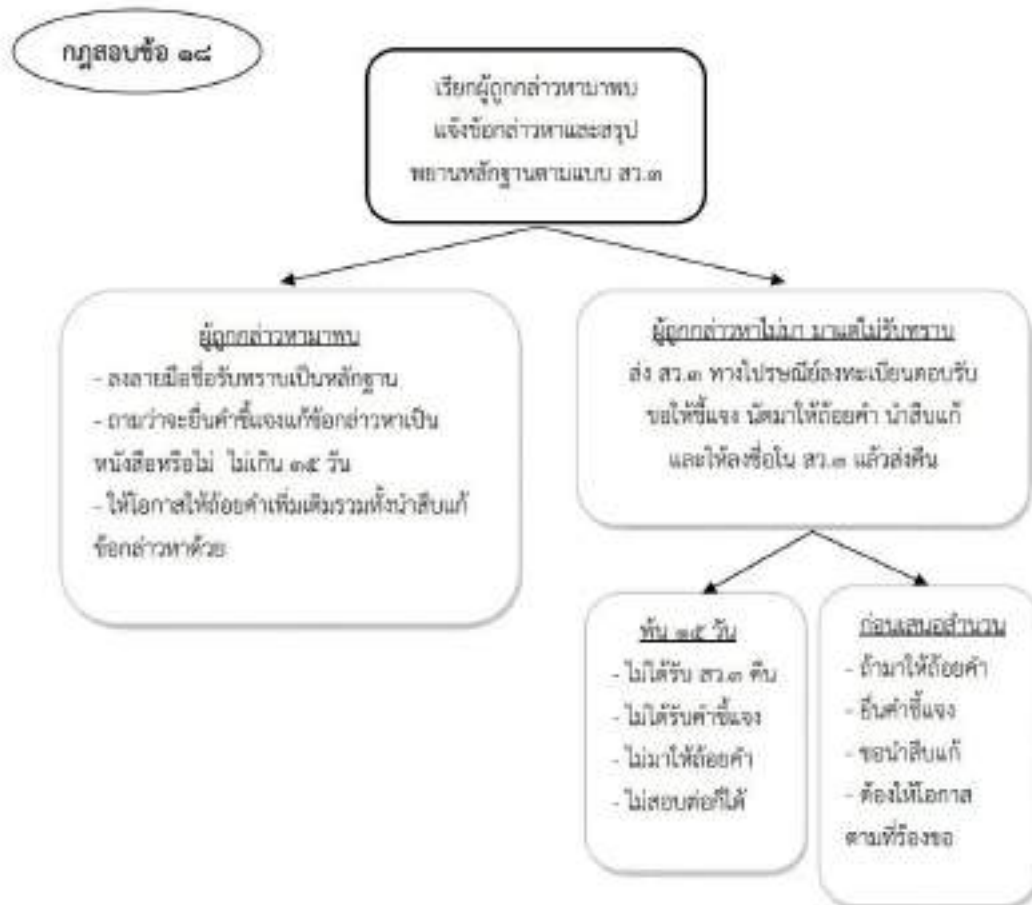 กฎสอบข้อ ๑๘
เรียกผู้ถูกกล่าวหามาพบ
แจ้งข้อกล่าวหาและสรุป
พยานหลักฐานตามแบบ สว.๓
ผู้ถูกกล่าวหามาพบ
- ลงลายมือชื่อรับทราบเป็นหลักฐาน
- ถามว่าจะยื่นคำชี้แจงแก้ข้อกล่าวหาเป็น
หนังสือหรือไม่ ไม่เกิน ๑๕ วัน
- ให้โอกาสให้ถ้อยคำเพิ่มเติมรวมทั้งนำสืบแก้
ข้อกล่าวหาด้วย
ผู้ถูกกล่าวหาไม่มา มาแต่ไม่รับทราบ
ส่ง สว.๓ ทางไปรษณีย์ลงทะเบียนตอบรับ
ขอให้ชี้แจง นัดมาให้ถ้อยคำ นำสืบแก้
และให้ลงชื่อใน สว.๓ แล้วส่งคืน
พ้น ๑๕ วัน
- ไม่ได้รับ สว.๓ คืน
- ไม่ได้รับคำชี้แจง
- ไม่มาให้ถ้อยคำ
- ไม่สอบต่อก็ได้
ก่อนเสนอสำนวน
- ถ้ามาให้ถ้อยคำ
- ยื่นคำชี้แจง
- ขอนำสืบแก้
- ต้องให้โอกาส
ตามที่ร้องขอ